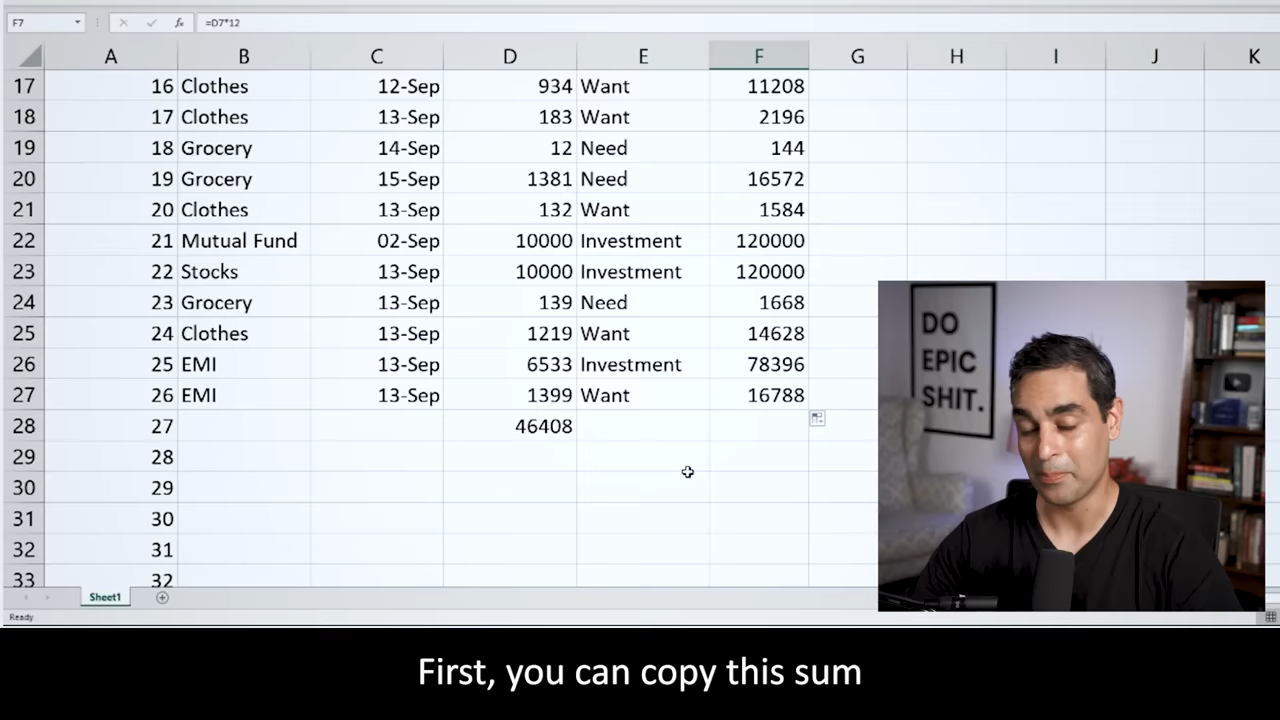 F7 fx =D7*12
A B C D E F G H I J K
17 16 Clothes 12-Sep 934 Want 11208
18 17 Clothes 13-Sep 183 Want 2196
19 18 Grocery 14-Sep 12 Need 144
20 19 Grocery 15-Sep 1381 Need 16572
21 20 Clothes 13-Sep 132 Want 1584
22 21 Mutual Fund 02-Sep 10000 Investment 120000
23 22 Stocks 13-Sep 10000 Investment 120000
24 23 Grocery 13-Sep 139 Need 1668
25 24 Clothes 13-Sep 1219 Want 14628
26 25 EMI 13-Sep 6533 Investment 78396
27 26 EMI 13-Sep 1399 Want 16788
28 27 46408
29 28
30 29
31 30
32 31
33 32
DO
EPIC
SHIT.
Sheet1
Ready
First, you can copy this sum